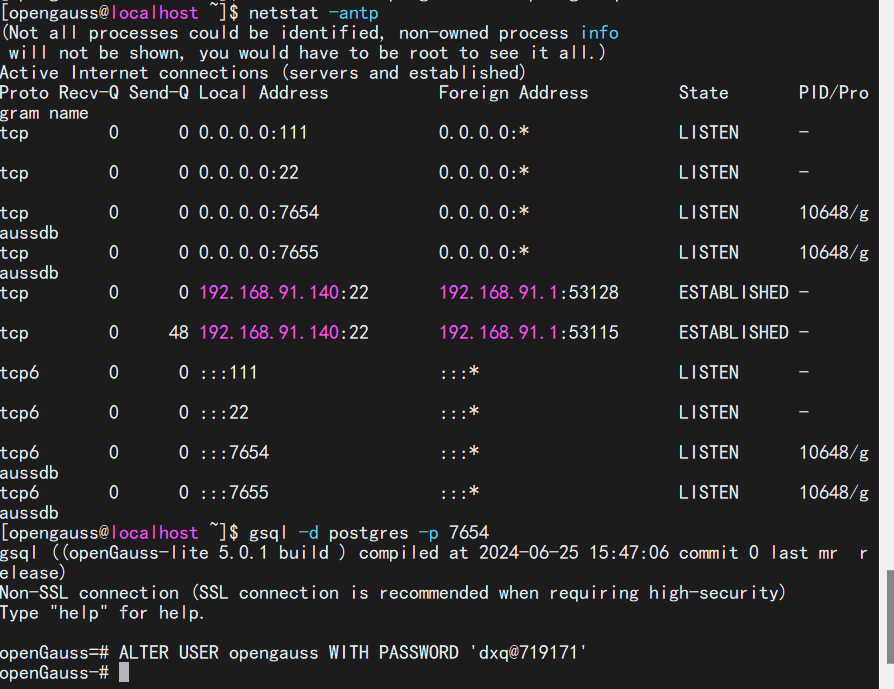 [opengauss@localhost ~]$ netstat -antp
(Not all processes could be identified, non-owned process info
 will not be shown, you would have to be root to see it all.)
Active Internet connections (servers and established)
Proto Recv-Q Send-Q Local Address           Foreign Address         State       PID/Pro
gram name
tcp        0      0 0.0.0.0:111             0.0.0.0:*               LISTEN      -
tcp        0      0 0.0.0.0:22              0.0.0.0:*               LISTEN      -
tcp        0      0 0.0.0.0:7654            0.0.0.0:*               LISTEN      10648/g
aussdb
tcp        0      0 0.0.0.0:7655            0.0.0.0:*               LISTEN      10648/g
aussdb
tcp        0      0 192.168.91.140:22       192.168.91.1:53128      ESTABLISHED -
tcp        0     48 192.168.91.140:22       192.168.91.1:53115      ESTABLISHED -
tcp6       0      0 :::111                  :::*                    LISTEN      -
tcp6       0      0 :::22                   :::*                    LISTEN      -
tcp6       0      0 :::7654                 :::*                    LISTEN      10648/g
aussdb
tcp6       0      0 :::7655                 :::*                    LISTEN      10648/g
aussdb
[opengauss@localhost ~]$ gsql -d postgres -p 7654
gsql ((openGauss-lite 5.0.1 build ) compiled at 2024-06-25 15:47:06 commit 0 last mr  r
elease)
Non-SSL connection (SSL connection is recommended when requiring high-security)
Type "help" for help.
openGauss=# ALTER USER opengauss WITH PASSWORD 'dxq@719171'
openGauss-#